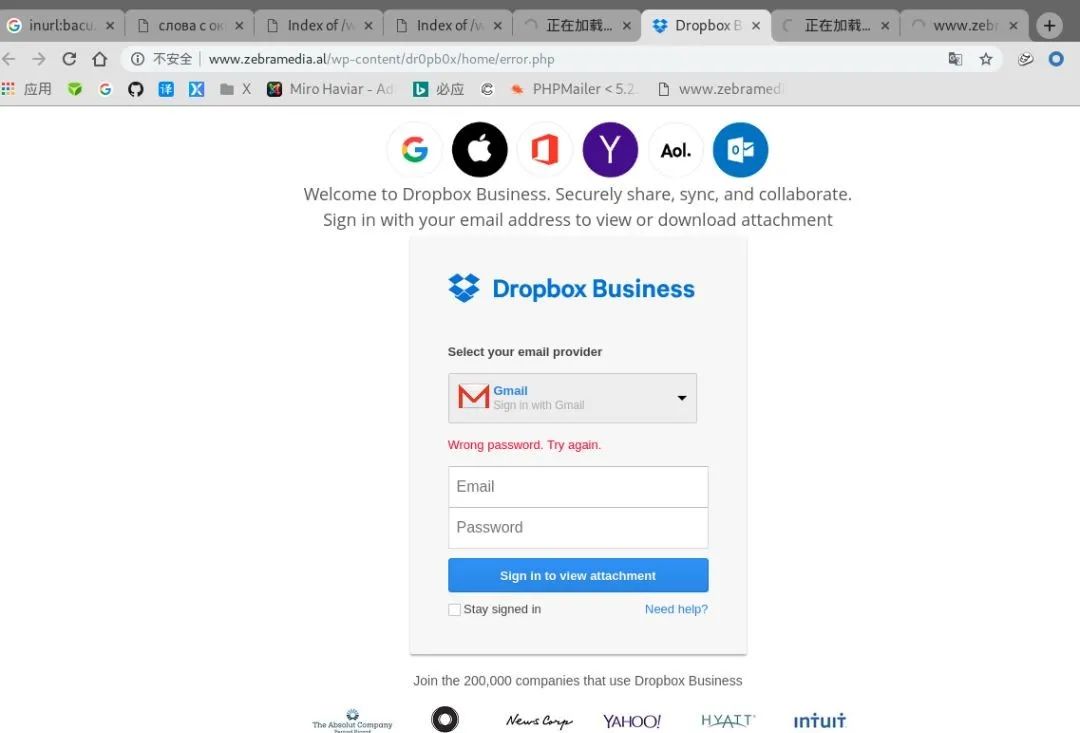 inurl:bacu
слова с ок
Index of /w
Index of /w
正在加载...
Dropbox B
正在加载...
www.zebr
不安全
www.zebramedia.al/wp-content/dr0pb0x/home/error.php
应用
G
译
X
X
Miro Haviar - Ad
必应
PHPMailer < 5.2.
www.zebramedi
Y
Aol.
Welcome to Dropbox Business. Securely share, sync, and collaborate.
Sign in with your email address to view or download attachment
Dropbox Business
Select your email provider
Gmail
Sign in with Gmail
Wrong password. Try again.
Email
Password
Sign in to view attachment
Stay signed in
Need help?
Join the 200,000 companies that use Dropbox Business
The Absolut Company
News Corp
YAHOO!
HYATT
intuit